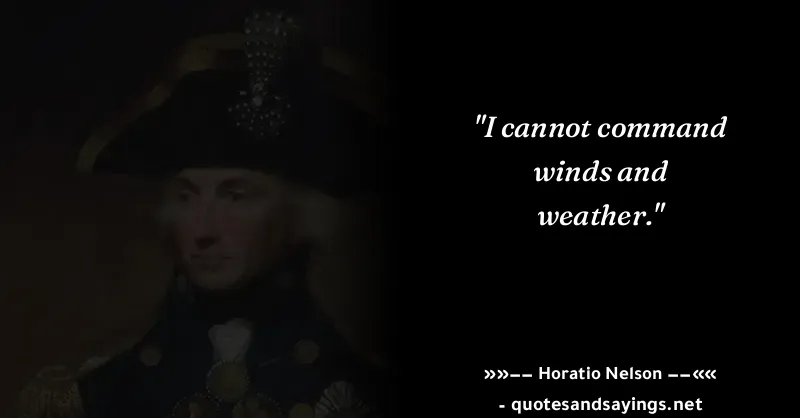 "I cannot command
winds and
weather."
»»−− Horatio Nelson −−««
- quotesandsayings.net